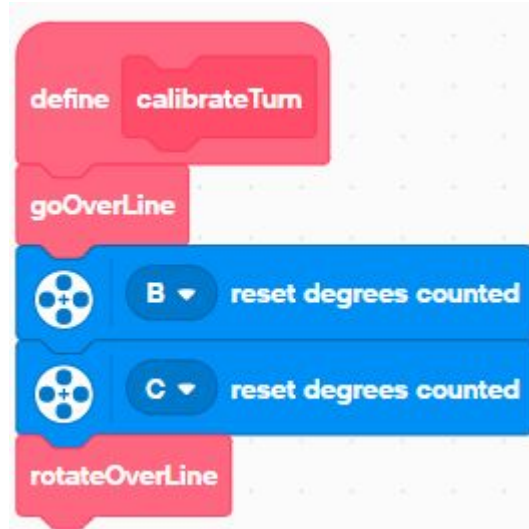 define calibrateTurn
goOverLine
B reset degrees counted
C reset degrees counted
rotateOverLine